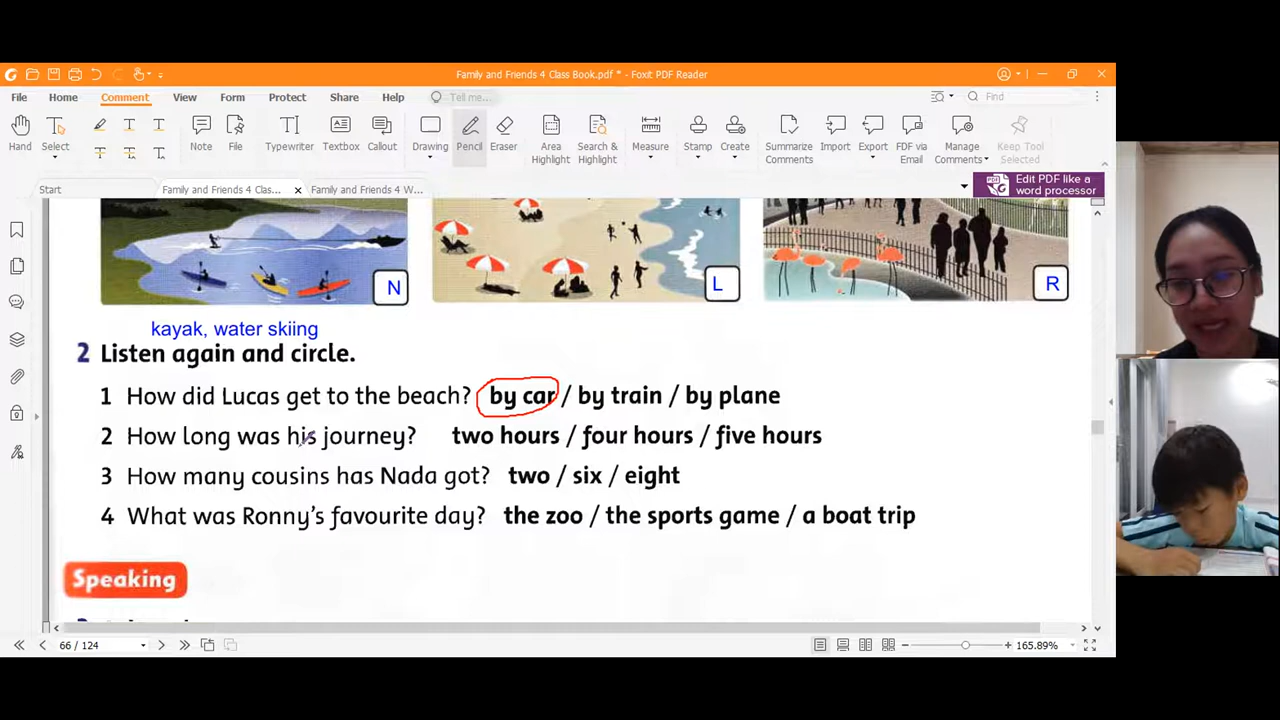 Family and Friends 4 Class Book.pdf * - Foxit PDF Reader
File Home Comment View Form Protect Share Help Tell me... Find
Hand Select Note File Typewriter Textbox Callout Drawing Pencil Eraser Area Highlight Search & Highlight Measure Stamp Create Summarize Comments Import Export FDF via Email Manage Comments Keep Tool Selected
Start Family and Friends 4 Clas... Family and Friends 4 W... Edit PDF like a word processor
N L R
kayak, water skiing
2 Listen again and circle.
1 How did Lucas get to the beach? by car / by train / by plane
2 How long was his journey? two hours / four hours / five hours
3 How many cousins has Nada got? two / six / eight
4 What was Ronny's favourite day? the zoo / the sports game / a boat trip
Speaking
66 / 124 165.89%